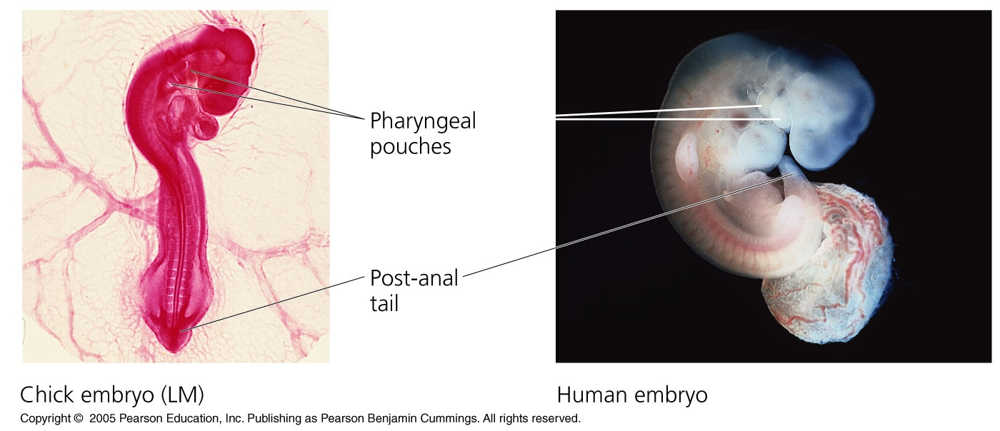 Pharyngeal
pouches
Post-anal
tail
Chick embryo (LM)
Human embryo
Copyright © 2005 Pearson Education, Inc. Publishing as Pearson Benjamin Cummings. All rights reserved.